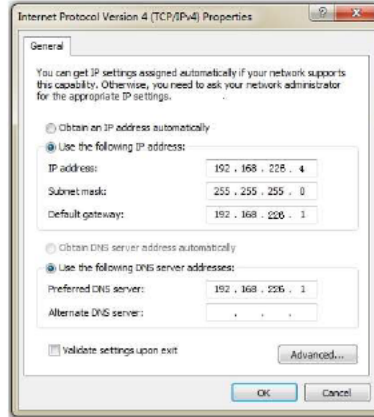 Internet Protocol Version 4 (TCP/IPv4) Properties
General
You can get IP settings assigned automatically if your network supports
this capability. Otherwise, you need to ask your network administrator
for the appropriate IP settings.
Obtain an IP address automatically
Use the following IP address:
IP address: 192 . 168 . 226 . 4
Subnet mask: 255 . 255 . 255 . 0
Default gateway: 192 . 168 . 226 . 1
Obtain DNS server address automatically
Use the following DNS server addresses:
Preferred DNS server: 192 . 168 . 226 . 1
Alternate DNS server: . . .
Validate settings upon exit
Advanced...
OK Cancel